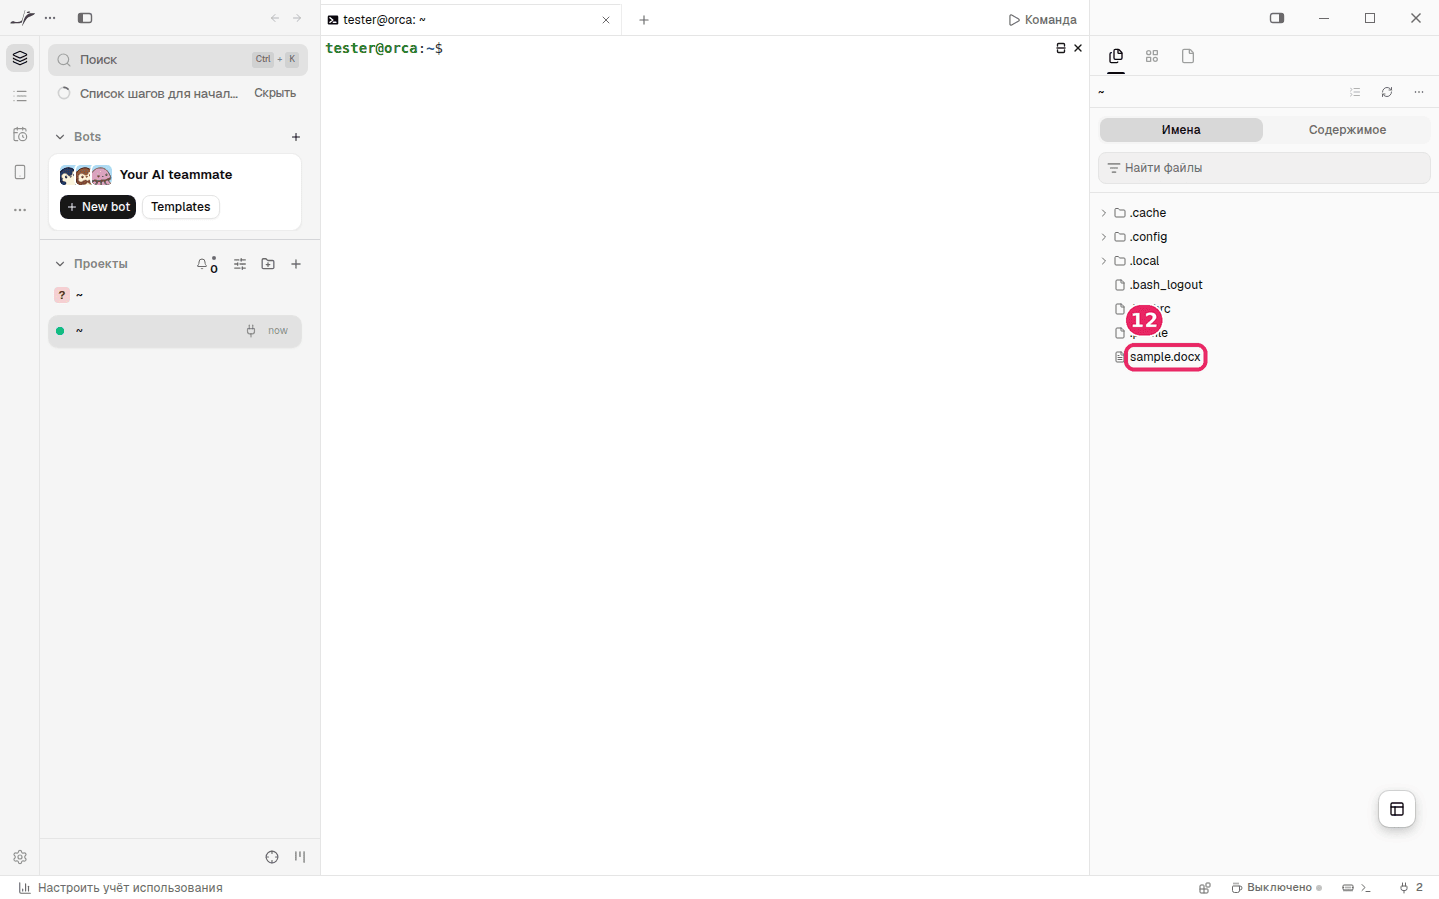 tester@orca: ~
Команда
Поиск
Ctrl + K
Список шагов для начал...
Скрыть
Bots
Your AI teammate
+ New bot
Templates
Проекты
0
? ~
~
now
tester@orca:~$
~
Имена
Содержимое
Найти файлы
.cache
.config
.local
.bash_logout
12
sample.docx
Настроить учёт использования
Выключено
2